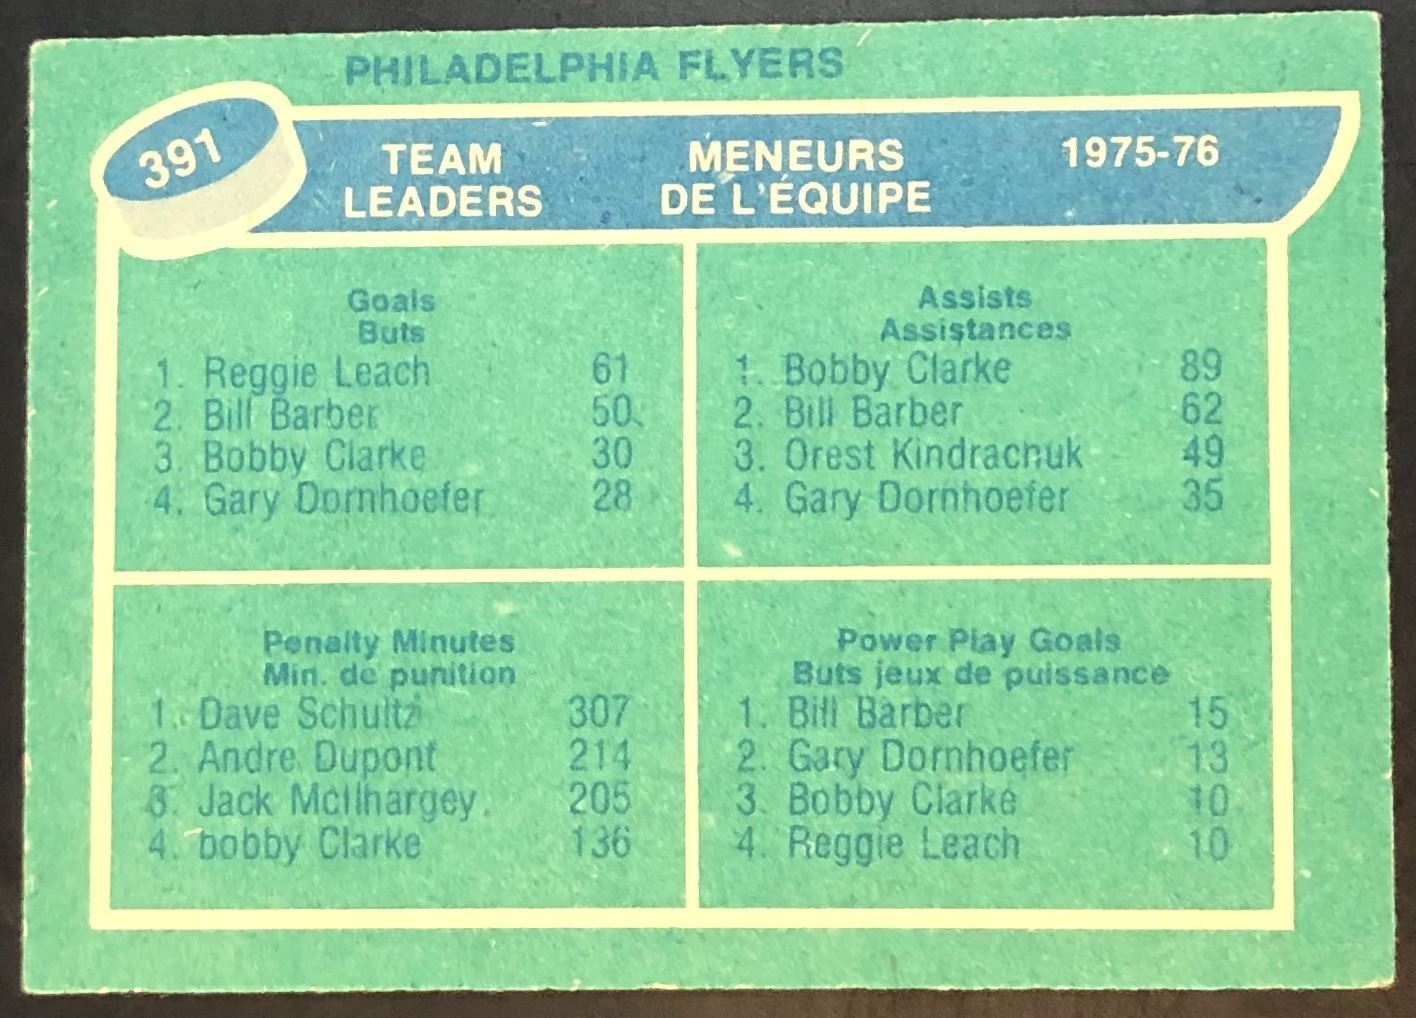 PHILADELPHIA FLYERS
391
TEAM LEADERS
MENEURS DE L'ÉQUIPE
1975-76
Goals
Buts
1. Reggie Leach 61
2. Bill Barber 50
3. Bobby Clarke 30
4. Gary Dornhoefer 28
Assists
Assistances
1. Bobby Clarke 89
2. Bill Barber 62
3. Orest Kindrachuk 49
4. Gary Dornhoefer 35
Penalty Minutes
Min. de punition
1. Dave Schultz 307
2. Andre Dupont 214
3. Jack McIlhargey 205
4. bobby Clarke 136
Power Play Goals
Buts jeux de puissance
1. Bill Barber 15
2. Gary Dornhoefer 13
3. Bobby Clarke 10
4. Reggie Leach 10